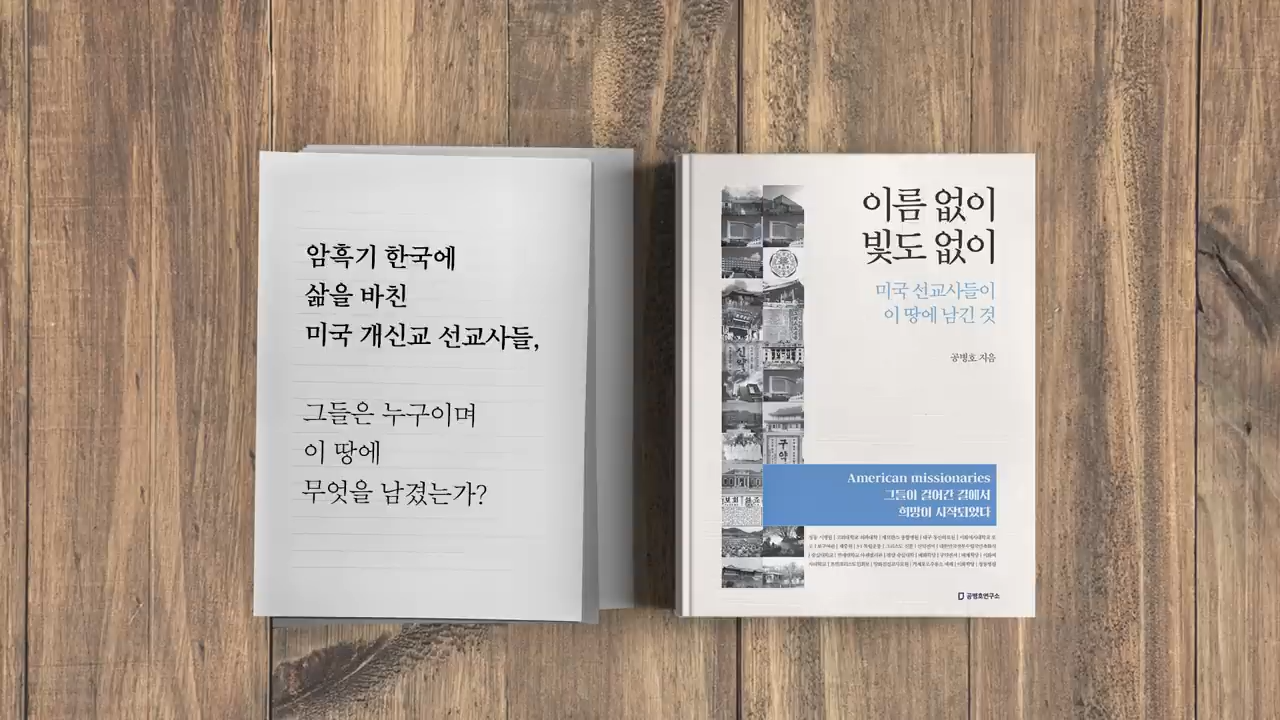 암흑기 한국에
삶을 바친
미국 개신교 선교사들,
그들은 누구이며
이 땅에
무엇을 남겼는가?
이름 없이
빛도 없이
미국 선교사들이
이 땅에 남긴 것
공병호 지음
구약
American missionaries
그들이 걸어간 길에서
희망이 시작되었다
공병호연구소